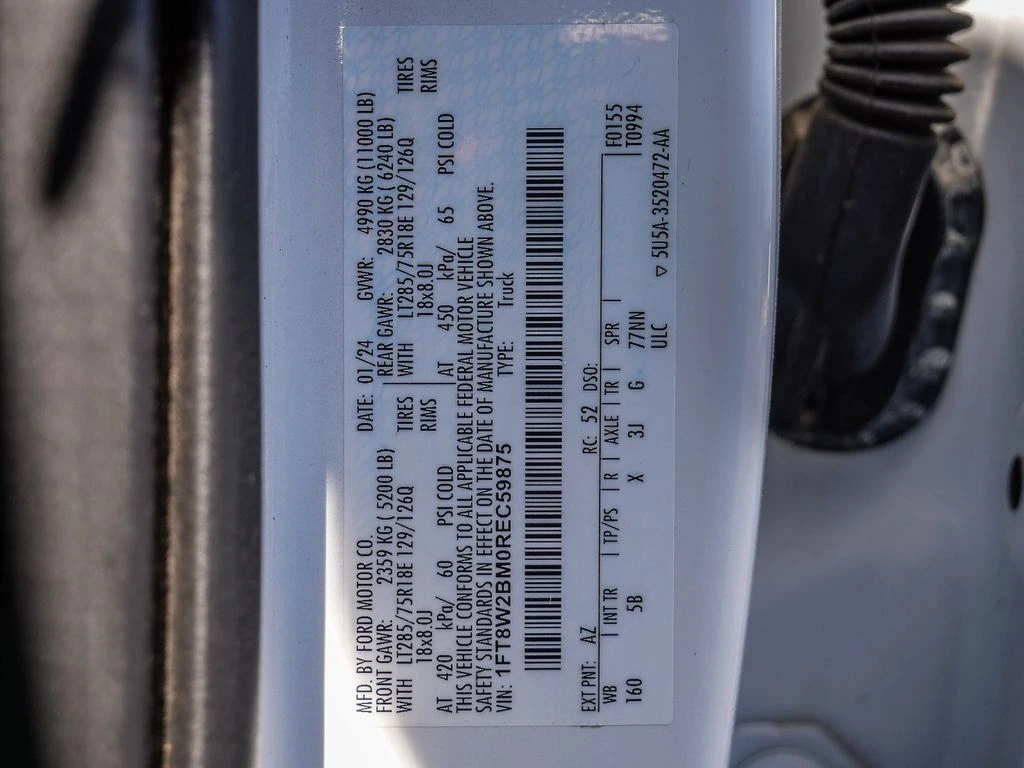 MFD. BY FORD MOTOR CO. DATE: 01/24 GVWR: 4990 KG (11000 LB)
FRONT GAWR: 2359 KG ( 5200 LB) REAR GAWR: 2830 KG ( 6240 LB)
WITH LT285/75R18E 129/126Q TIRES WITH LT285/75R18E 129/126Q TIRES
18x8.0J RIMS 18x8.0J RIMS
AT 420 kPa/ 60 PSI COLD AT 450 kPa/ 65 PSI COLD
THIS VEHICLE CONFORMS TO ALL APPLICABLE FEDERAL MOTOR VEHICLE
SAFETY STANDARDS IN EFFECT ON THE DATE OF MANUFACTURE SHOWN ABOVE.
VIN: 1FT8W2BM0REC59875 TYPE: Truck
EXT PNT: AZ RC: 52 DSO: F0155
WB INT TR TP/PS R AXLE TR SPR T0994
160 5B X 3J G 77NN
ULC ▽ 5U5A-3520472-AA